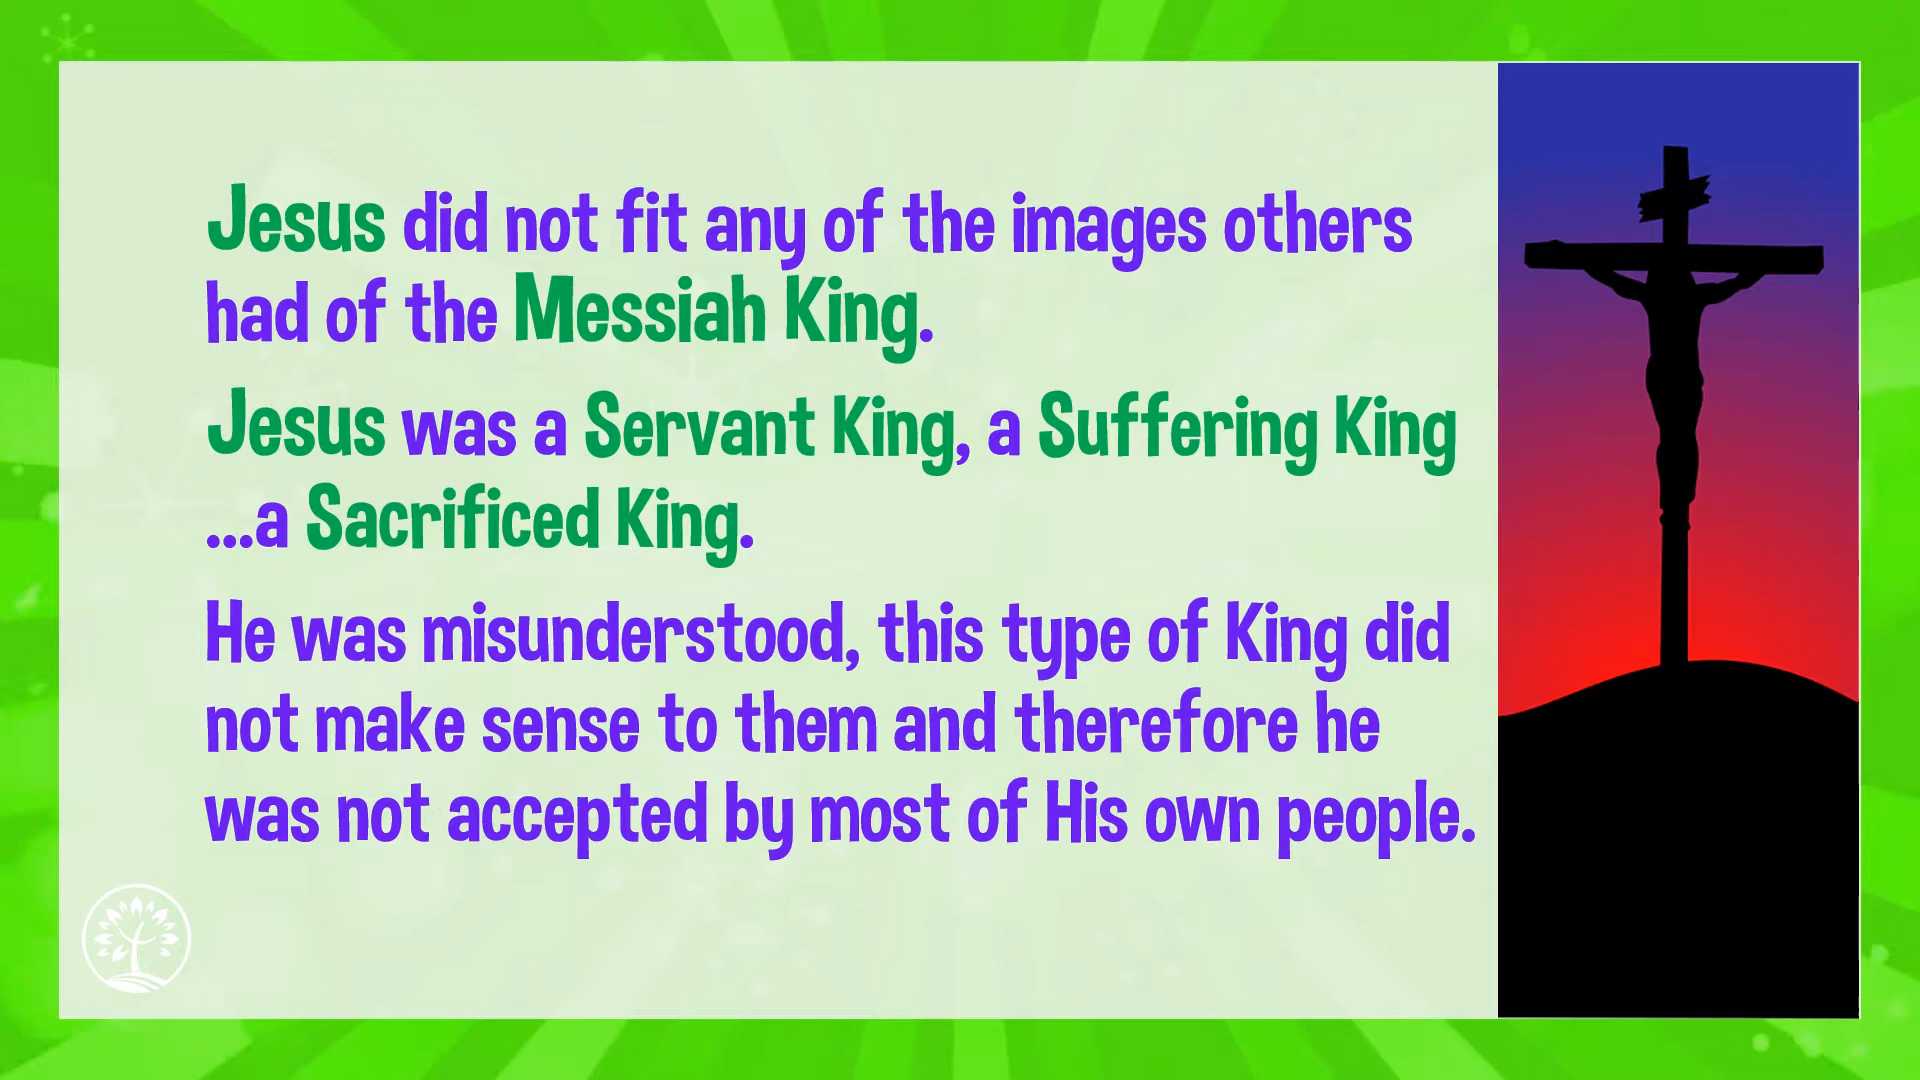 Jesus did not fit any of the images others
had of the Messiah King.
Jesus was a Servant King, a Suffering King
...a Sacrificed King.
He was misunderstood, this type of King did
not make sense to them and therefore he
was not accepted by most of His own people.